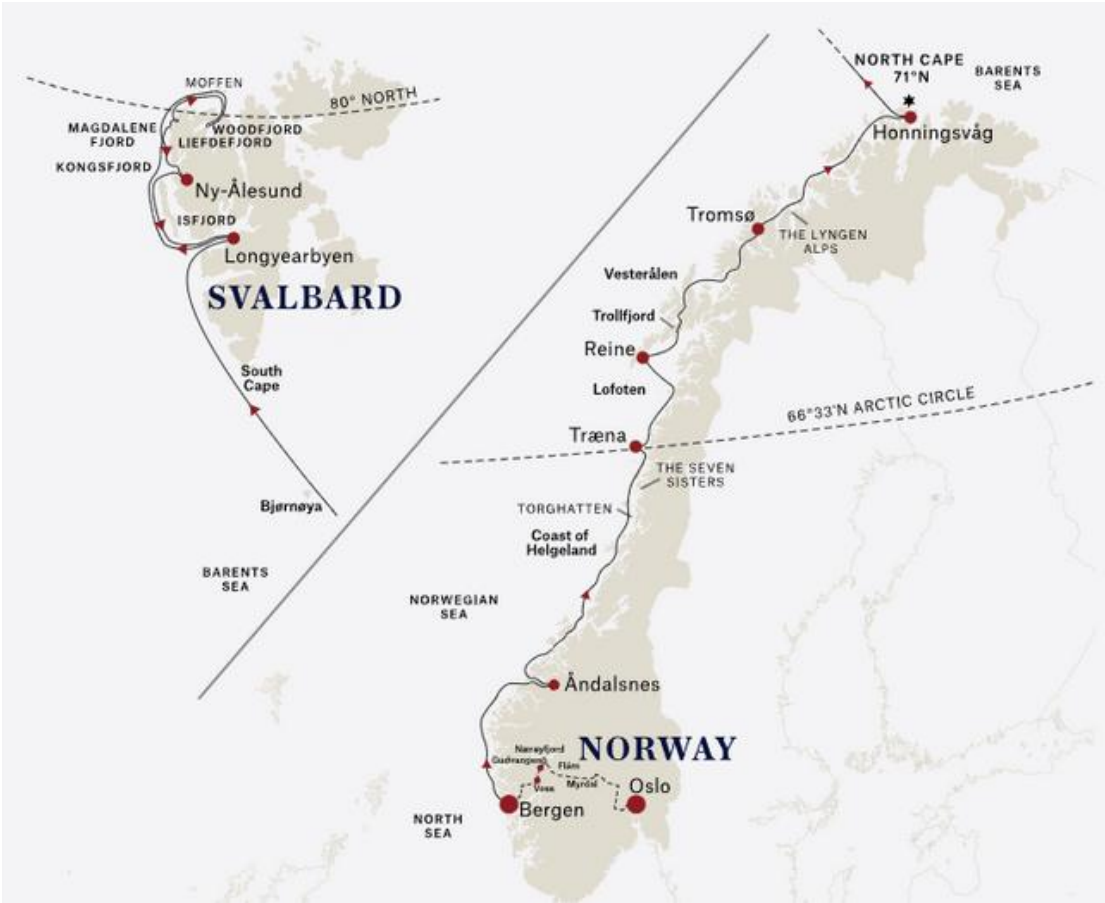 MOFFEN
80° NORTH
MAGDALENE
FJORD
WOODFJORD
LIEFDEFJORD
KONGSFJORD
Ny-Ålesund
ISFJORD
Longyearbyen
SVALBARD
South
Cape
Bjørnøya
BARENTS
SEA
NORTH CAPE
71°N
BARENTS
SEA
Honningsvåg
Tromsø
THE LYNGEN
ALPS
Vesterålen
Trollfjord
Reine
Lofoten
66°33'N ARCTIC CIRCLE
Træna
THE SEVEN
SISTERS
TORGHATTEN
Coast of
Helgeland
NORWEGIAN
SEA
Åndalsnes
NORWAY
Nærøyfjord
Gudvangen
Flåm
Myrdal
Voss
Oslo
Bergen
NORTH
SEA